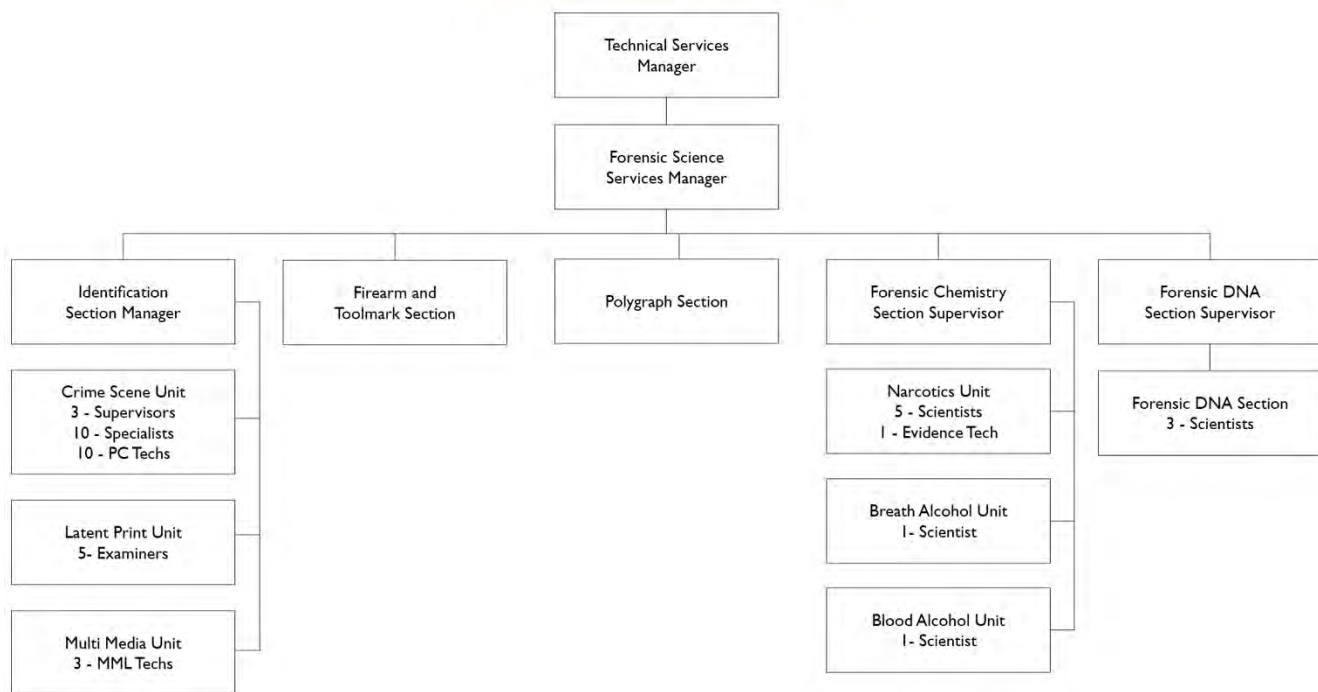 Technical Services
Manager
Forensic Science
Services Manager
Identification
Section Manager
Firearm and
Toolmark Section
Polygraph Section
Forensic Chemistry
Section Supervisor
Forensic DNA
Section Supervisor
Crime Scene Unit
3 - Supervisors
10 - Specialists
10 - PC Techs
Narcotics Unit
5 - Scientists
1 - Evidence Tech
Forensic DNA Section
3 - Scientists
Latent Print Unit
5- Examiners
Breath Alcohol Unit
1- Scientist
Multi Media Unit
3 - MML Techs
Blood Alcohol Unit
1- Scientist